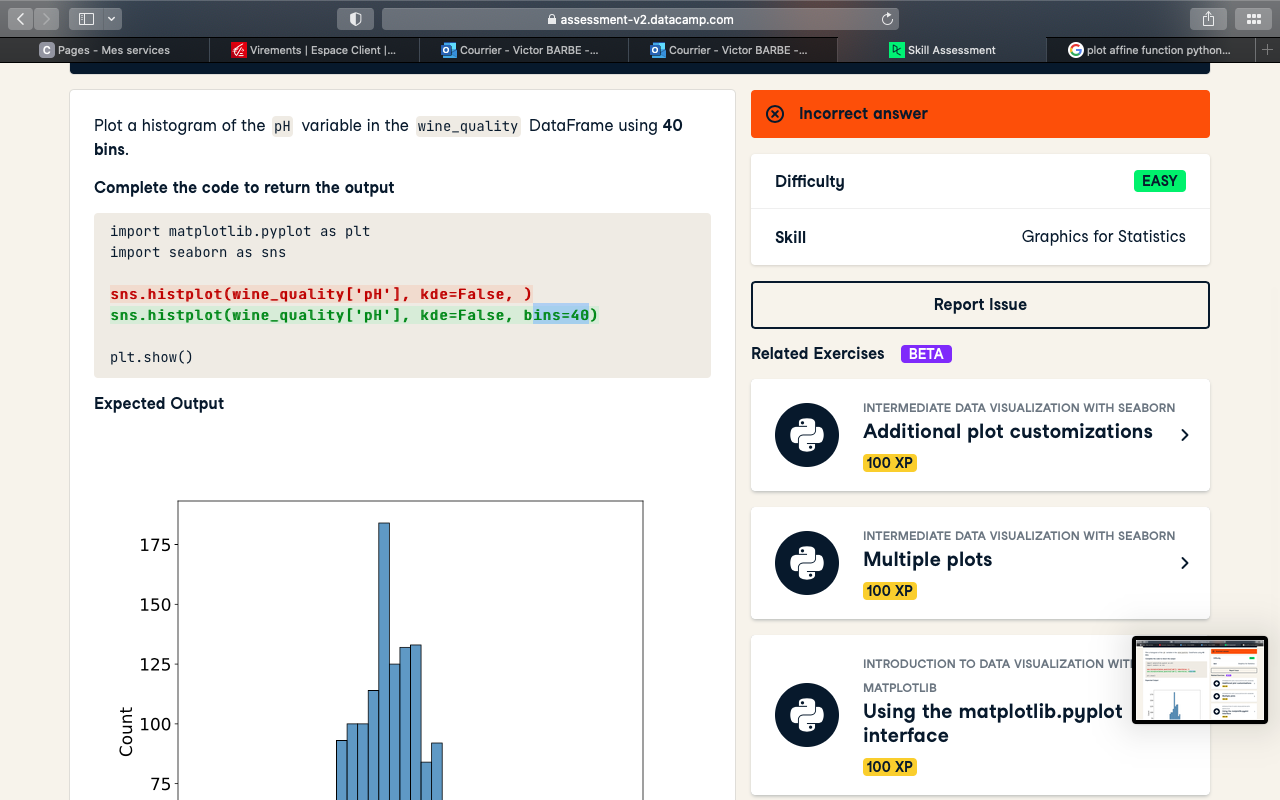 assessment-v2.datacamp.com
C Pages – Mes services
Virements | Espace Client |...
Courrier – Victor BARBE –...
Courrier – Victor BARBE –...
Skill Assessment
plot affine function python...
Plot a histogram of the pH variable in the wine_quality DataFrame using 40
bins.
Complete the code to return the output
import matplotlib.pyplot as plt
import seaborn as sns
sns.histplot(wine_quality['pH'], kde=False, )
sns.histplot(wine_quality['pH'], kde=False, bins=40)
plt.show()
Expected Output
175
150
125
100
75
Count
Incorrect answer
Difficulty EASY
Skill Graphics for Statistics
Report Issue
Related Exercises BETA
INTERMEDIATE DATA VISUALIZATION WITH SEABORN
Additional plot customizations
100 XP
INTERMEDIATE DATA VISUALIZATION WITH SEABORN
Multiple plots
100 XP
INTRODUCTION TO DATA VISUALIZATION
MATPLOTLIB
Using the matplotlib.pyplot
interface
100 XP